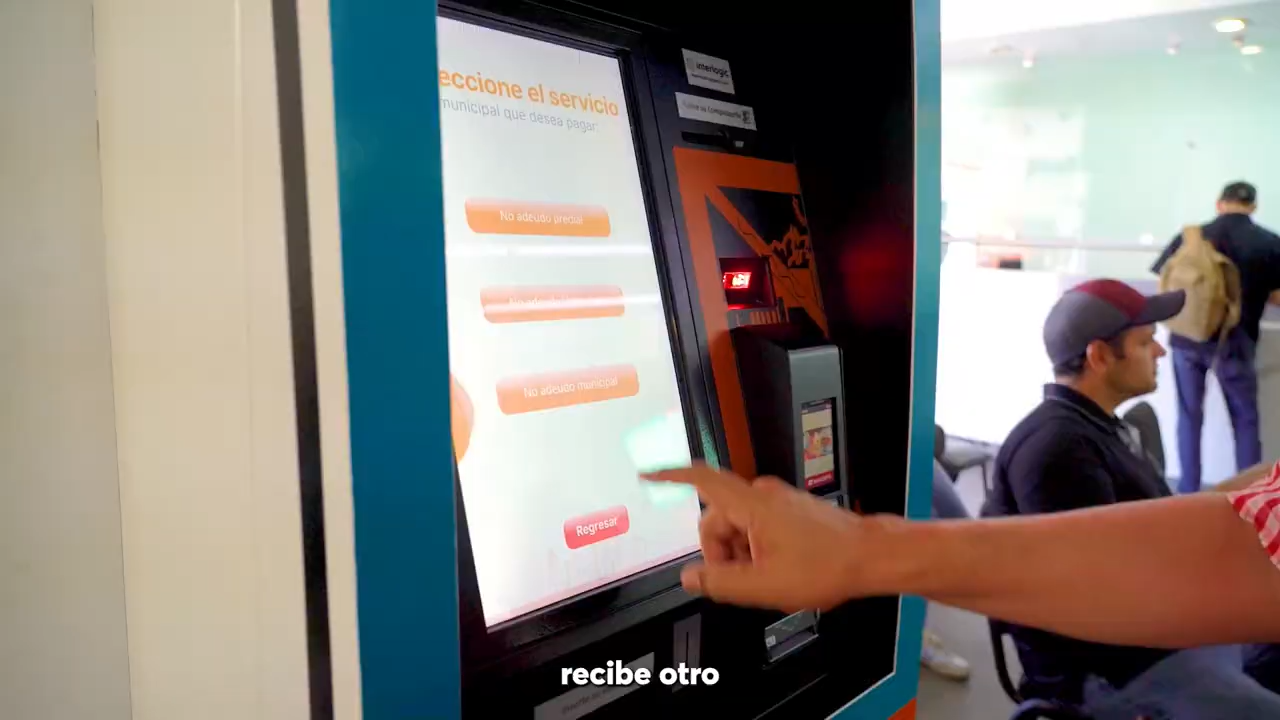 eccione el servicio
municipal que desea pagar:
No adeudo predial
No adeudo municipal
Regresar
interlogic
recibe otro